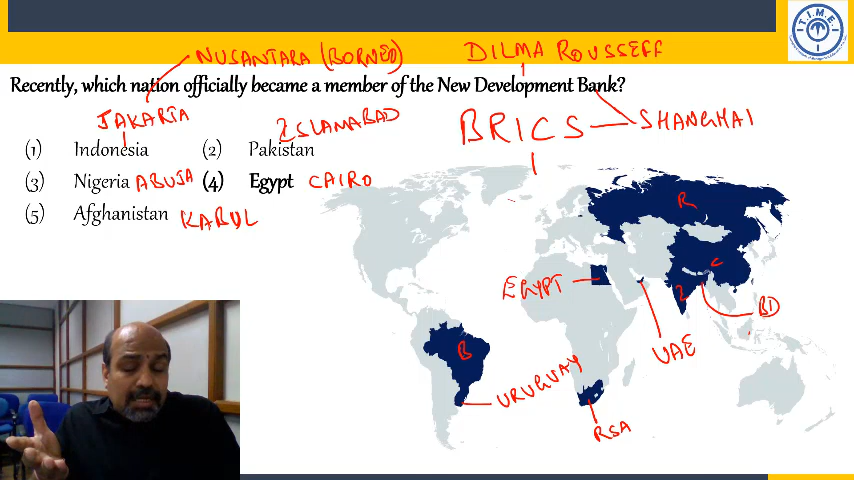 T.I.M.E.
NUSANTARA (BORNEO)
DILMA ROUSSEFF
Recently, which nation officially became a member of the New Development Bank?
JAKARTA
ISLAMABAD
BRICS
SHANGHAI
(1) Indonesia (2) Pakistan
(3) Nigeria ABUJA (4) Egypt CAIRO
(5) Afghanistan KABUL
R
C
EGYPT
I
BD
B
UAE
URUGUAY
RSA